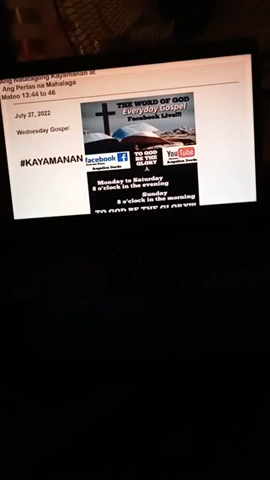 Ang Natatagong Kayamanan at
Ang Perlas na Mahalaga
Mateo 13:44 to 46
July 27, 2022
Wednesday Gospel
#KAYAMANAN
THE WORD OF GOD
Everyday Gospel
Facebook Live!!!
facebook
TO GOD
BE THE
GLORY
YouTube
Monday to Saturday
8 o'clock in the evening
Sunday
8 o'clock in the morning
TO GOD BE THE GLORY!!!